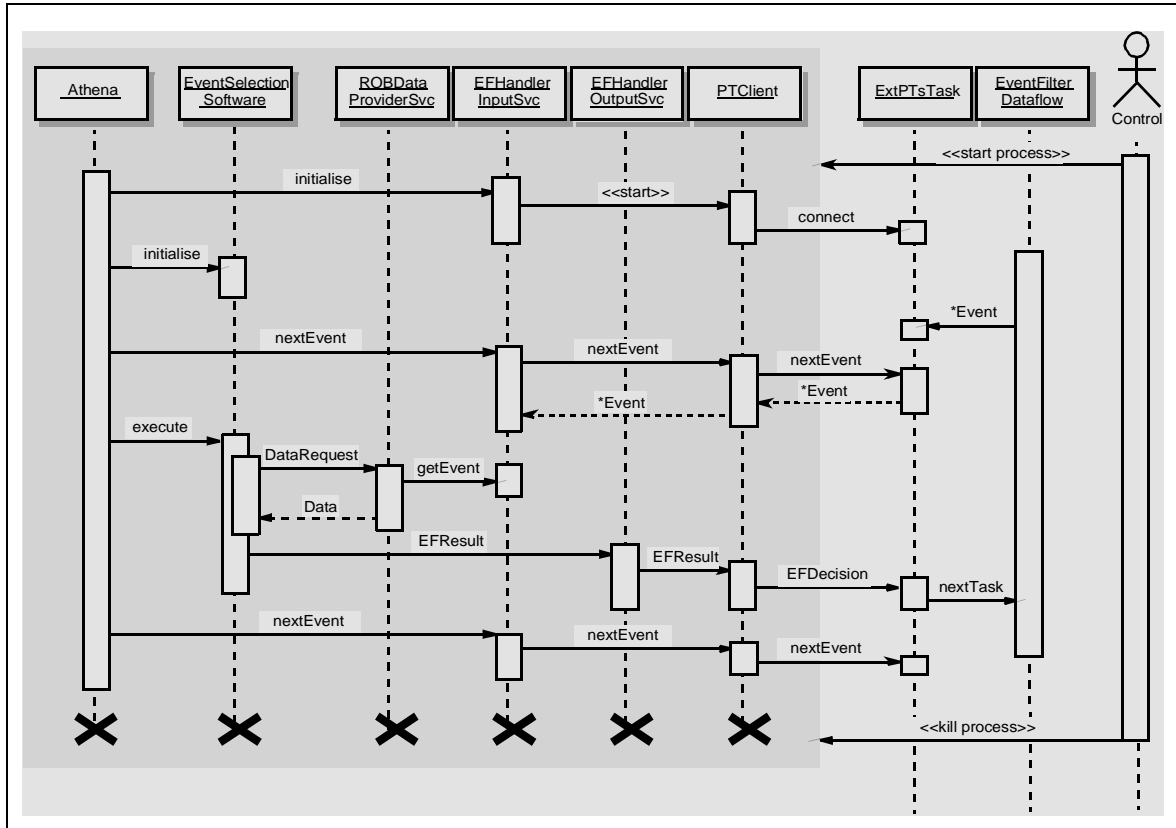 Athena
EventSelection
Software
ROBData
ProviderSvc
EFHandler
InputSvc
EFHandler
OutputSvc
PTClient
ExtPTsTask
EventFilter
Dataflow
Control
<<start process>>
initialise
<<start>>
connect
initialise
*Event
nextEvent
nextEvent
nextEvent
*Event
*Event
execute
DataRequest
getEvent
Data
EFResult
EFResult
EFDecision
nextTask
nextEvent
nextEvent
nextEvent
<<kill process>>